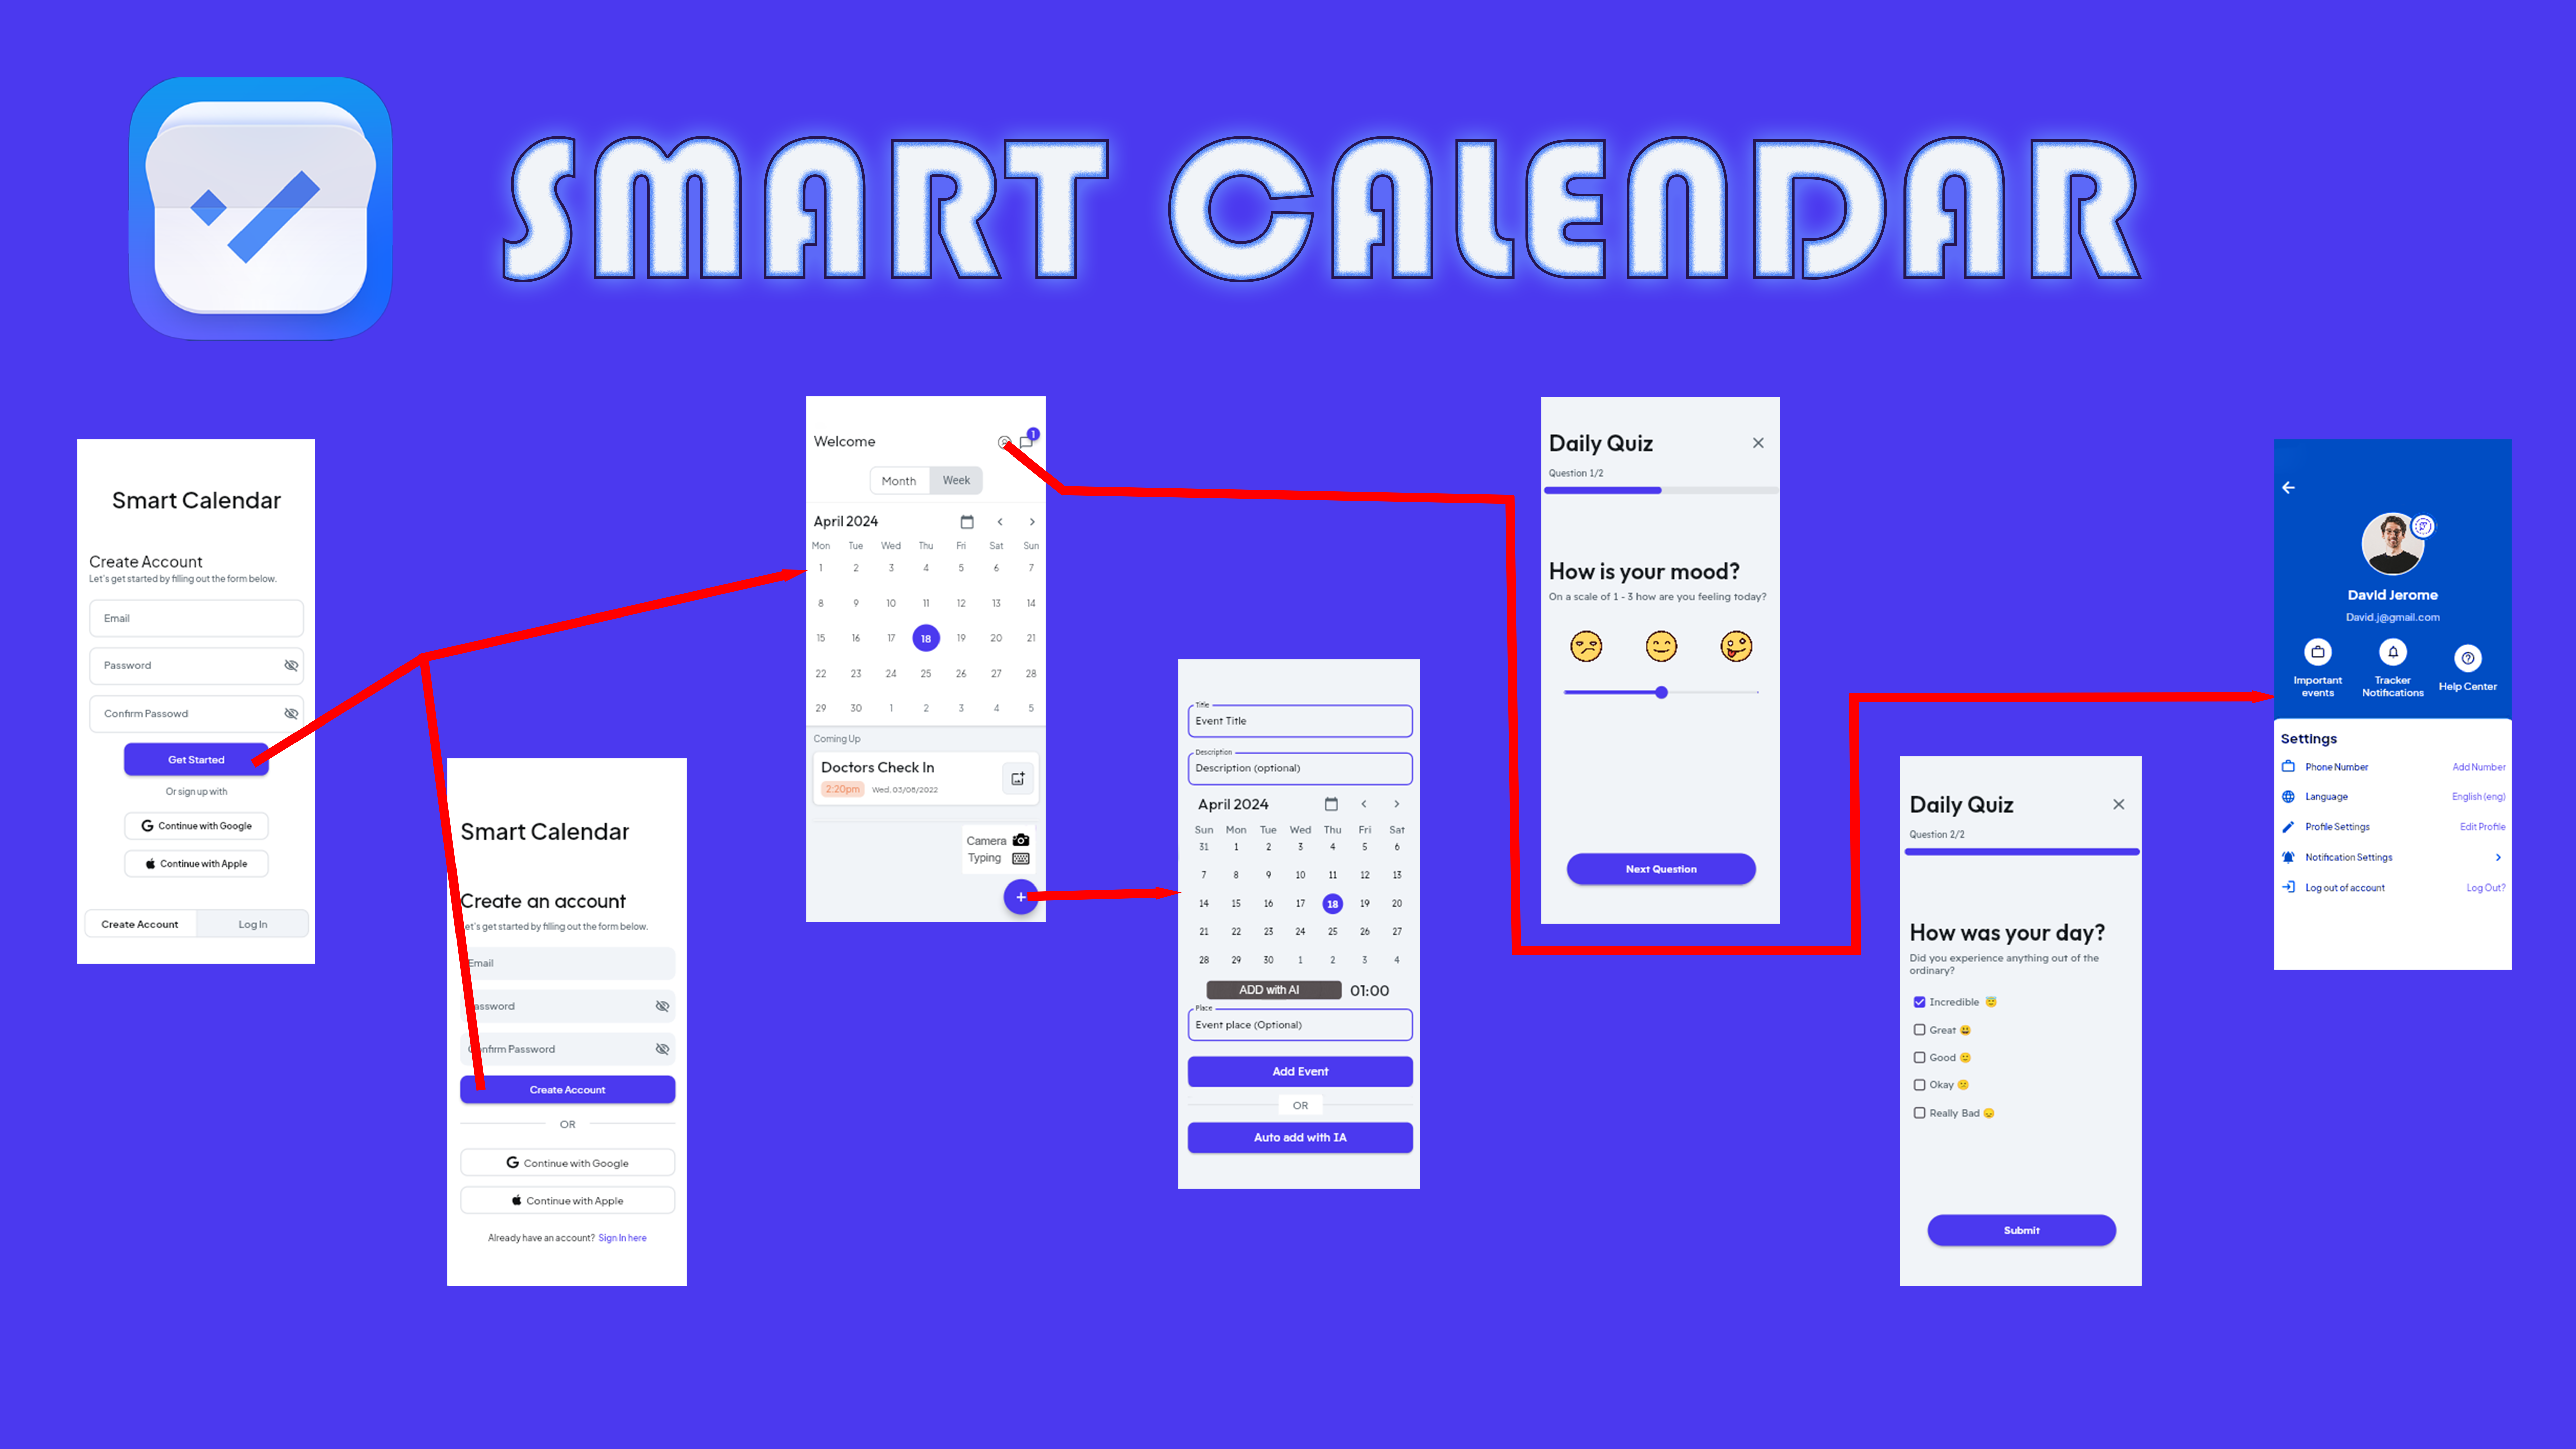 SMART CALENDAR
Smart Calendar
Create Account
Let's get started by filling out the form below.
Email
Password
Confirm Passowd
Get Started
Or sign up with
Continue with Google
Continue with Apple
Create Account Log In
Smart Calendar
Create an account
et's get started by filling out the form below.
Email
assword
Confirm Password
Create Account
OR
Continue with Google
Continue with Apple
Already have an account? Sign In here
Welcome 1
Month Week
April 2024
Mon Tue Wed Thu Fri Sat Sun
1 2 3 4 5 6 7
8 9 10 11 12 13 14
15 16 17 18 19 20 21
22 23 24 25 26 27 28
29 30 1 2 3 4 5
Coming Up
Doctors Check In
2:20pm Wed, 03/08/2022
Camera
Typing
+
Title
Event Title
Description
Description (optional)
April 2024
Sun Mon Tue Wed Thu Fri Sat
31 1 2 3 4 5 6
7 8 9 10 11 12 13
14 15 16 17 18 19 20
21 22 23 24 25 26 27
28 29 30 1 2 3 4
ADD with AI 01:00
Place
Event place (Optional)
Add Event
OR
Auto add with IA
Daily Quiz
Question 1/2
How is your mood?
On a scale of 1 - 3 how are you feeling today?
Next Question
Daily Quiz
Question 2/2
How was your day?
Did you experience anything out of the
ordinary?
Incredible 😇
Great 😃
Good 🙂
Okay 😕
Really Bad 😞
Submit
David Jerome
David.j@gmail.com
Important
events
Tracker
Notifications
Help Center
Settings
Phone Number Add Number
Language English (eng)
Profile Settings Edit Profile
Notification Settings
Log out of account Log Out?